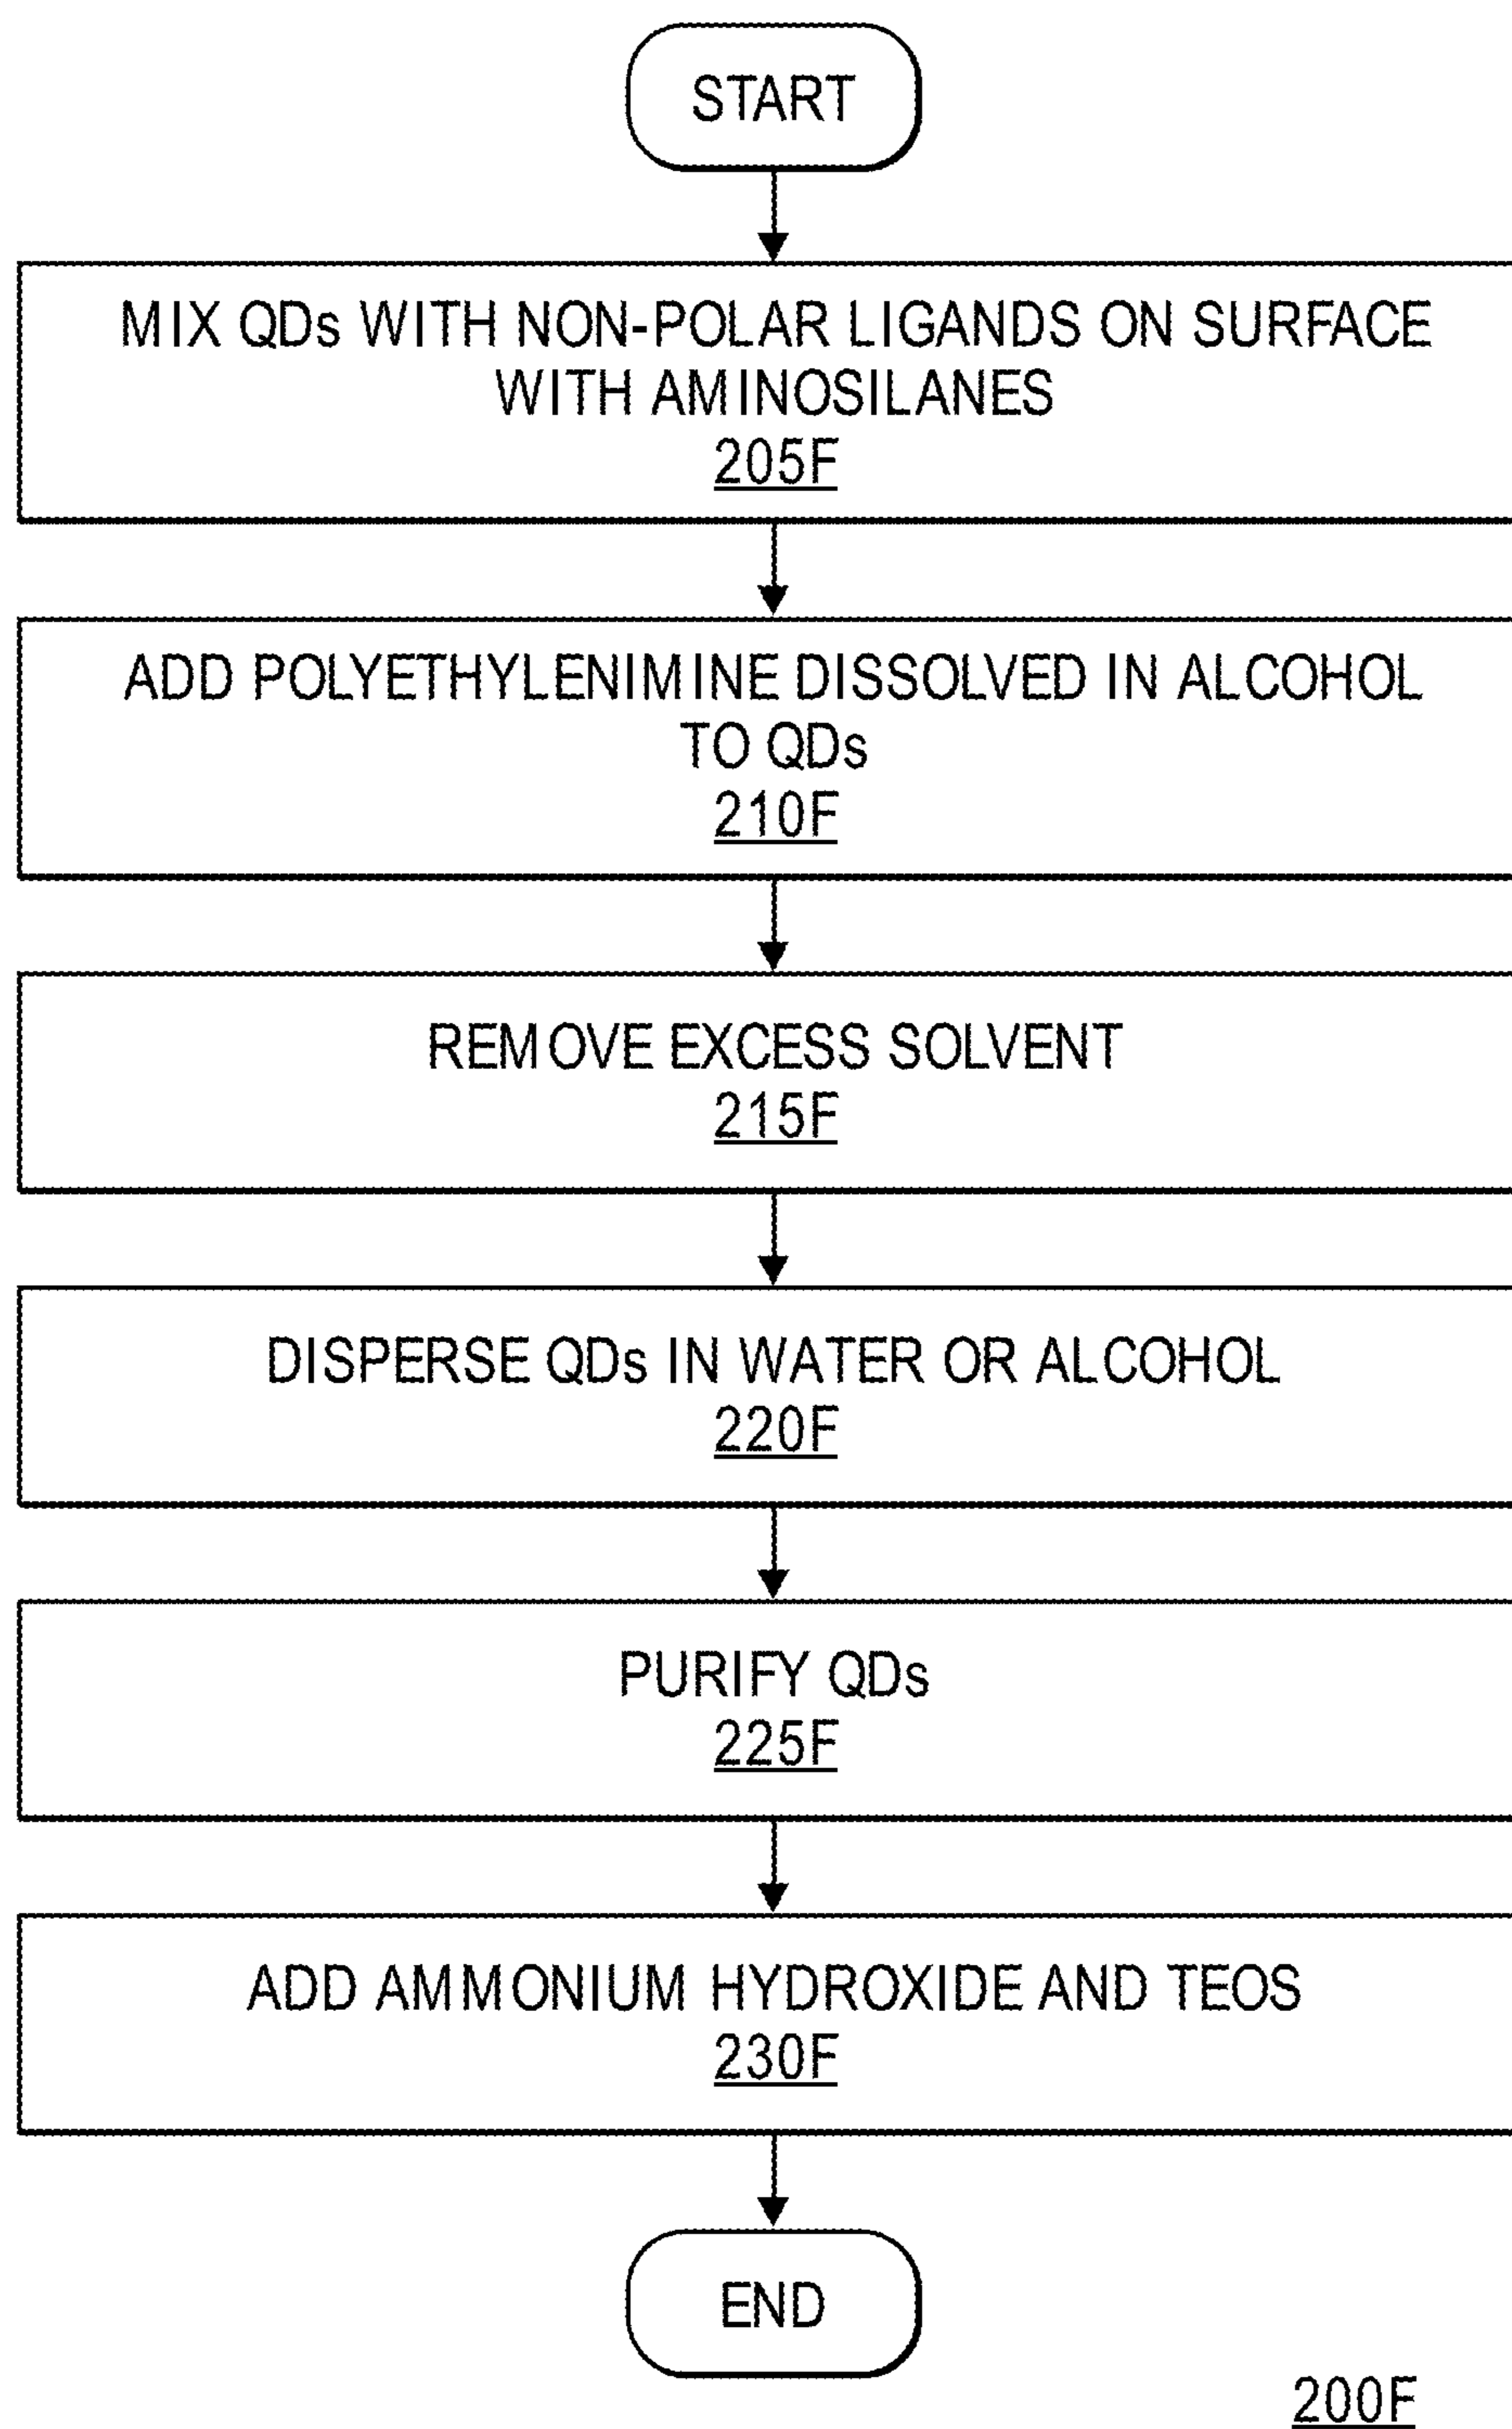 START
MIX QDs WITH NON-POLAR LIGANDS ON SURFACE
WITH AMINOSILANES
205F
ADD POLYETHYLENIMINE DISSOLVED IN ALCOHOL
TO QDs
210F
REMOVE EXCESS SOLVENT
215F
DISPERSE QDs IN WATER OR ALCOHOL
220F
PURIFY QDs
225F
ADD AMMONIUM HYDROXIDE AND TEOS
230F
END
200F